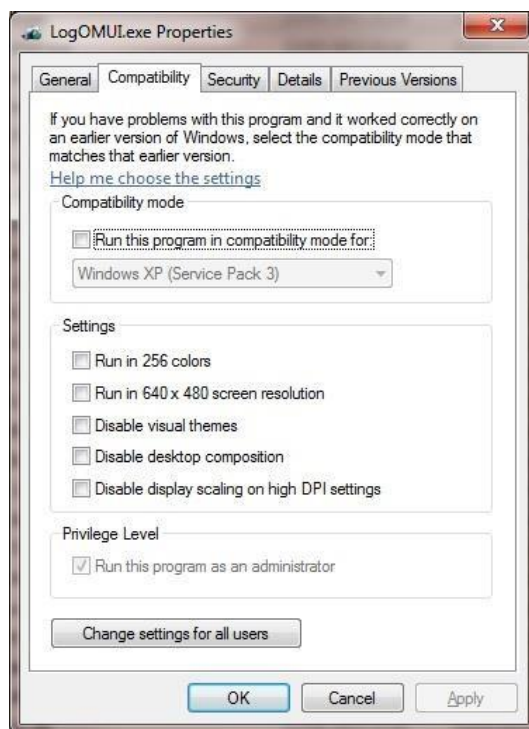 LogOMUI.exe Properties
General Compatibility Security Details Previous Versions
If you have problems with this program and it worked correctly on
an earlier version of Windows, select the compatibility mode that
matches that earlier version.
Help me choose the settings
Compatibility mode
Run this program in compatibility mode for:
Windows XP (Service Pack 3)
Settings
Run in 256 colors
Run in 640 x 480 screen resolution
Disable visual themes
Disable desktop composition
Disable display scaling on high DPI settings
Privilege Level
Run this program as an administrator
Change settings for all users
OK Cancel Apply